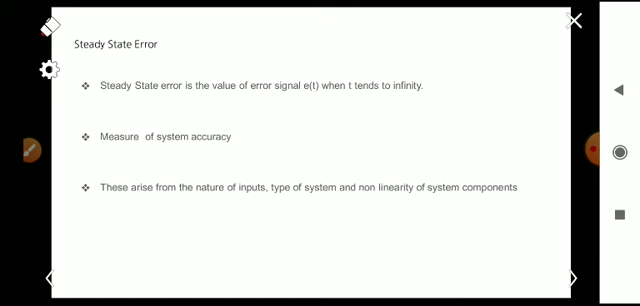 Steady State Error
Steady State error is the value of error signal e(t) when t tends to infinity.
Measure of system accuracy
These arise from the nature of inputs, type of system and non linearity of system components